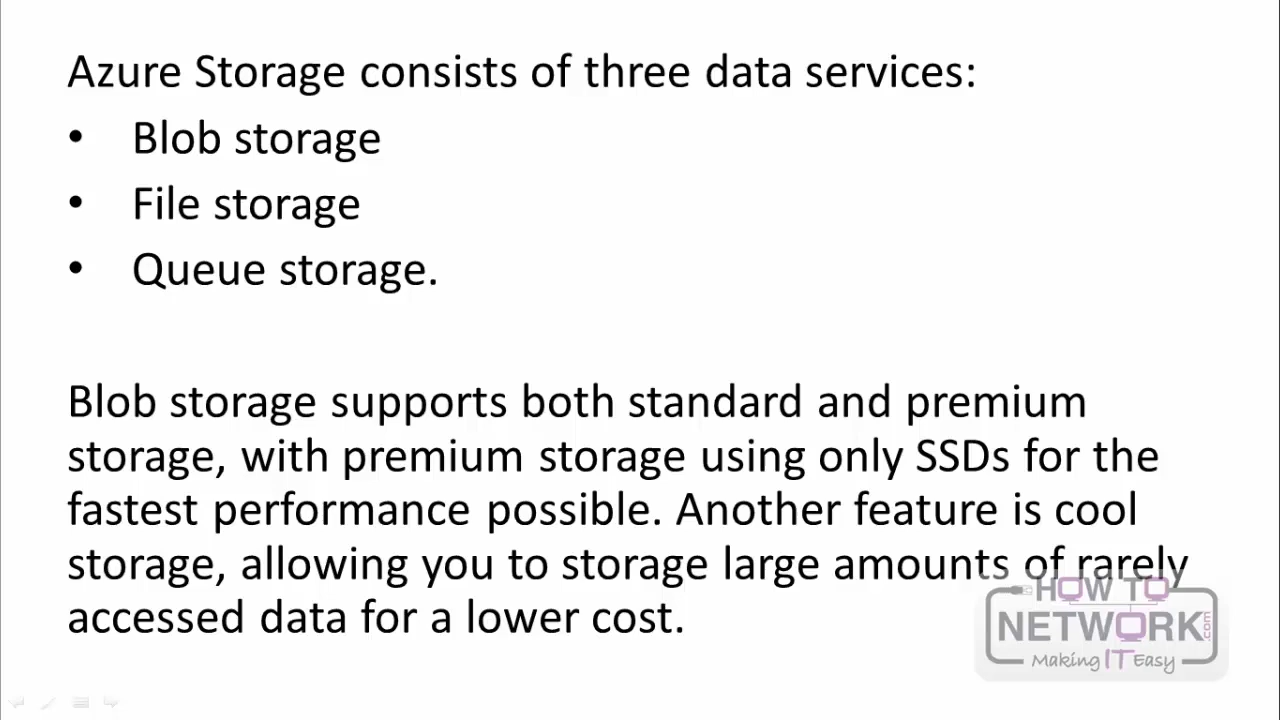 Azure Storage consists of three data services:
• Blob storage
• File storage
• Queue storage.
Blob storage supports both standard and premium
storage, with premium storage using only SSDs for the
fastest performance possible. Another feature is cool
storage, allowing you to storage large amounts of rarely
accessed data for a lower cost.
HOW TO
NETWORK.com
Making IT Easy